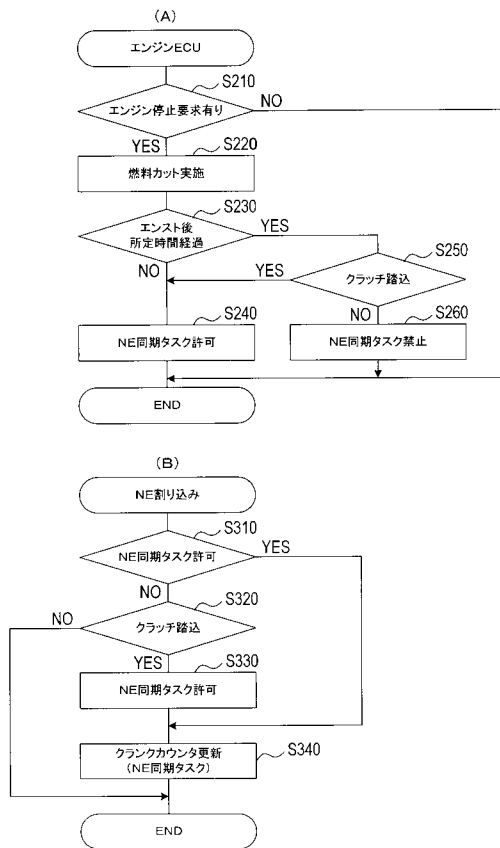 (A)
エンジンECU
S210
エンジン停止要求有り
NO
YES
S220
燃料カット実施
S230
エンスト後
所定時間経過
YES
NO
S250
YES
クラッチ踏込
S240
NE同期タスク許可
NO
S260
NE同期タスク禁止
END
(B)
NE割り込み
S310
NE同期タスク許可
YES
NO
S320
NO
クラッチ踏込
YES
S330
NE同期タスク許可
クランクカウンタ更新
(NE同期タスク)
S340
END